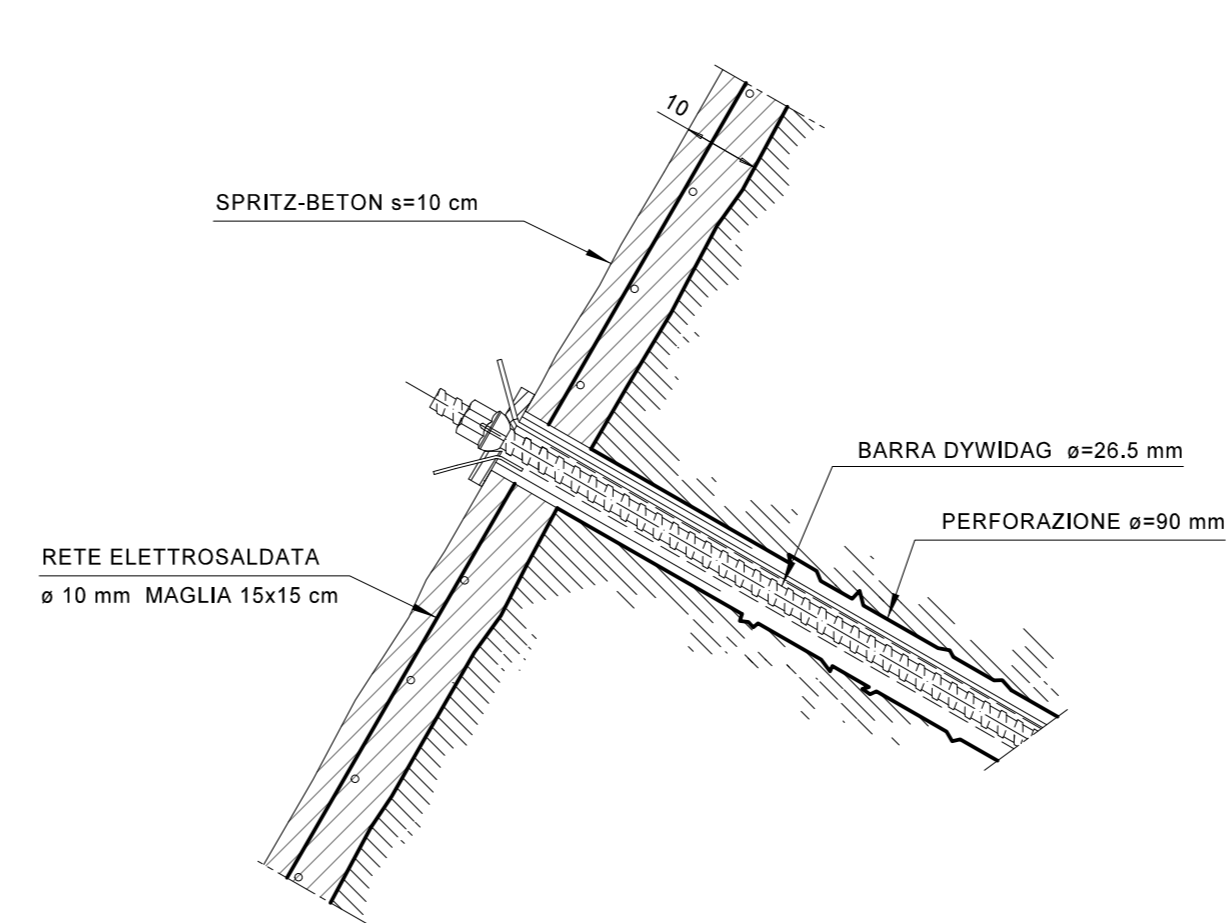 10
SPRITZ-BETON s=10 cm
BARRA DYWIDAG ø=26.5 mm
PERFORAZIONE ø=90 mm
RETE ELETTROSALDATA
ø 10 mm MAGLIA 15x15 cm